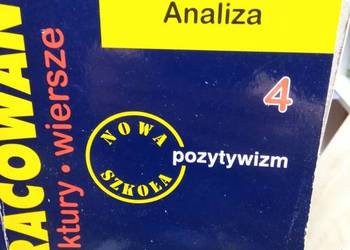 Analiza
RACOWAN
ktury • wiersze
4
NOWA
SZKOŁA
pozytywizm